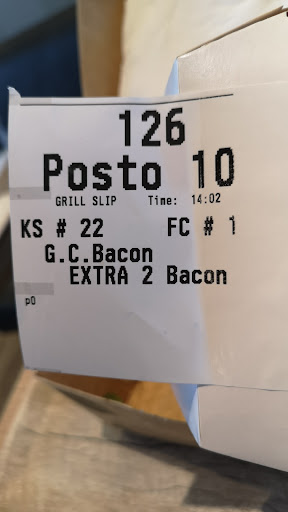 126
Posto 10
GRILL SLIP Time: 14:02
KS # 22 FC # 1
G.C.Bacon
EXTRA 2 Bacon
p0